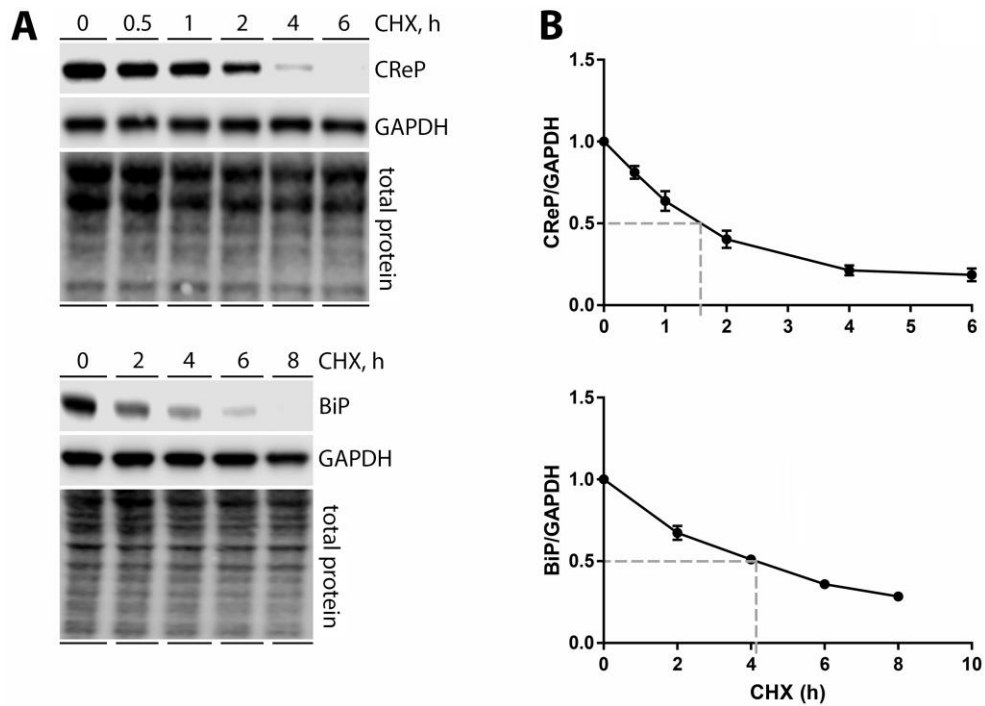 A
0 0.5 1 2 4 6 CHX, h
CReP
GAPDH
total protein
0 2 4 6 8 CHX, h
BiP
GAPDH
total protein
B
1.5
1.0
0.5
0.0
CReP/GAPDH
0 1 2 3 4 5 6
1.5
1.0
0.5
0.0
BiP/GAPDH
0 2 4 6 8 10
CHX (h)